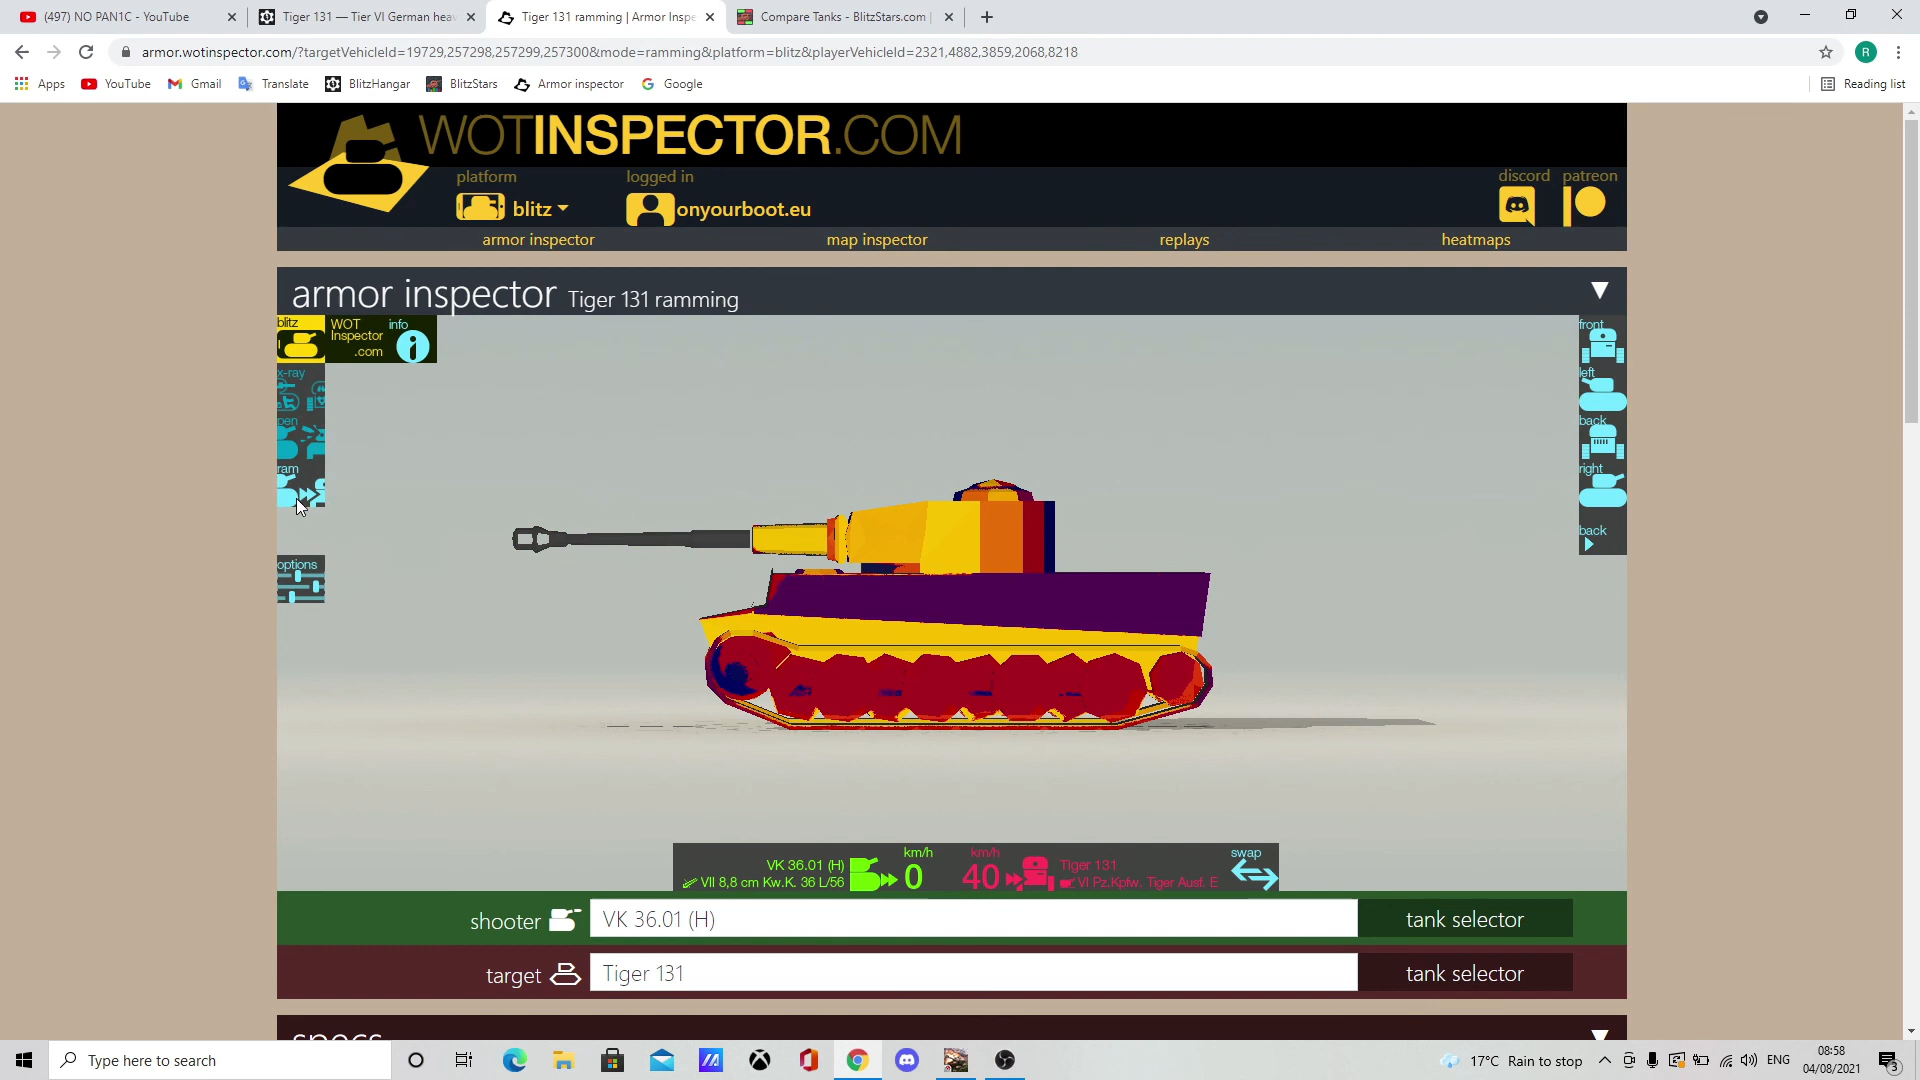 (497) NO PAN1C - YouTube
Tiger 131 — Tier VI German heav
Tiger 131 ramming | Armor Inspe
Compare Tanks - BlitzStars.com |
armor.wotinspector.com/?targetVehicleId=19729,257298,257299,257300&mode=ramming&platform=blitz&playerVehicleId=2321,4882,3859,2068,8218
R
Apps
YouTube
Gmail
Translate
BlitzHangar
BlitzStars
Armor inspector
Google
Reading list
WOTINSPECTOR.COM
platform
blitz
logged in
onyourboot.eu
discord
patreon
armor inspector
map inspector
replays
heatmaps
armor inspector Tiger 131 ramming
blitz
WOT
Inspector
.com
info
x-ray
pen
ram
options
front
left
back
right
back
VK 36.01 (H)
VII 8,8 cm Kw.K. 36 L/56
km/h
0
km/h
40
Tiger 131
VI Pz.Kpfw. Tiger Ausf. E
swap
shooter
VK 36.01 (H)
tank selector
target
Tiger 131
tank selector
specs
Type here to search
17°C Rain to stop
ENG
08:58
04/08/2021
3